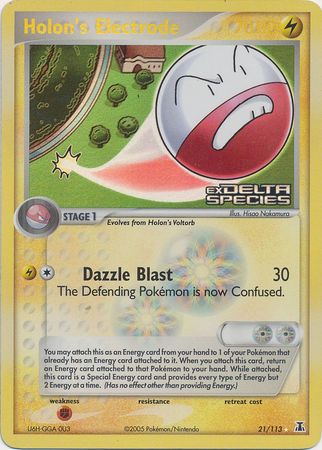 Holon's Electrode
EX DELTA
SPECIES
Illus. Hisao Nakamura
STAGE 1
Evolves from Holon's Voltorb
Dazzle Blast 30
The Defending Pokémon is now Confused.
You may attach this as an Energy card from your hand to 1 of your Pokémon that
already has an Energy card attached to it. When you attach this card, return
an Energy card attached to that Pokémon to your hand. While attached,
this card is a Special Energy card and provides every type of Energy but
2 Energy at a time. (Has no effect other than providing Energy.)
weakness resistance retreat cost
U6H-GGA-0U3 ©2005 Pokémon/Nintendo 21/113